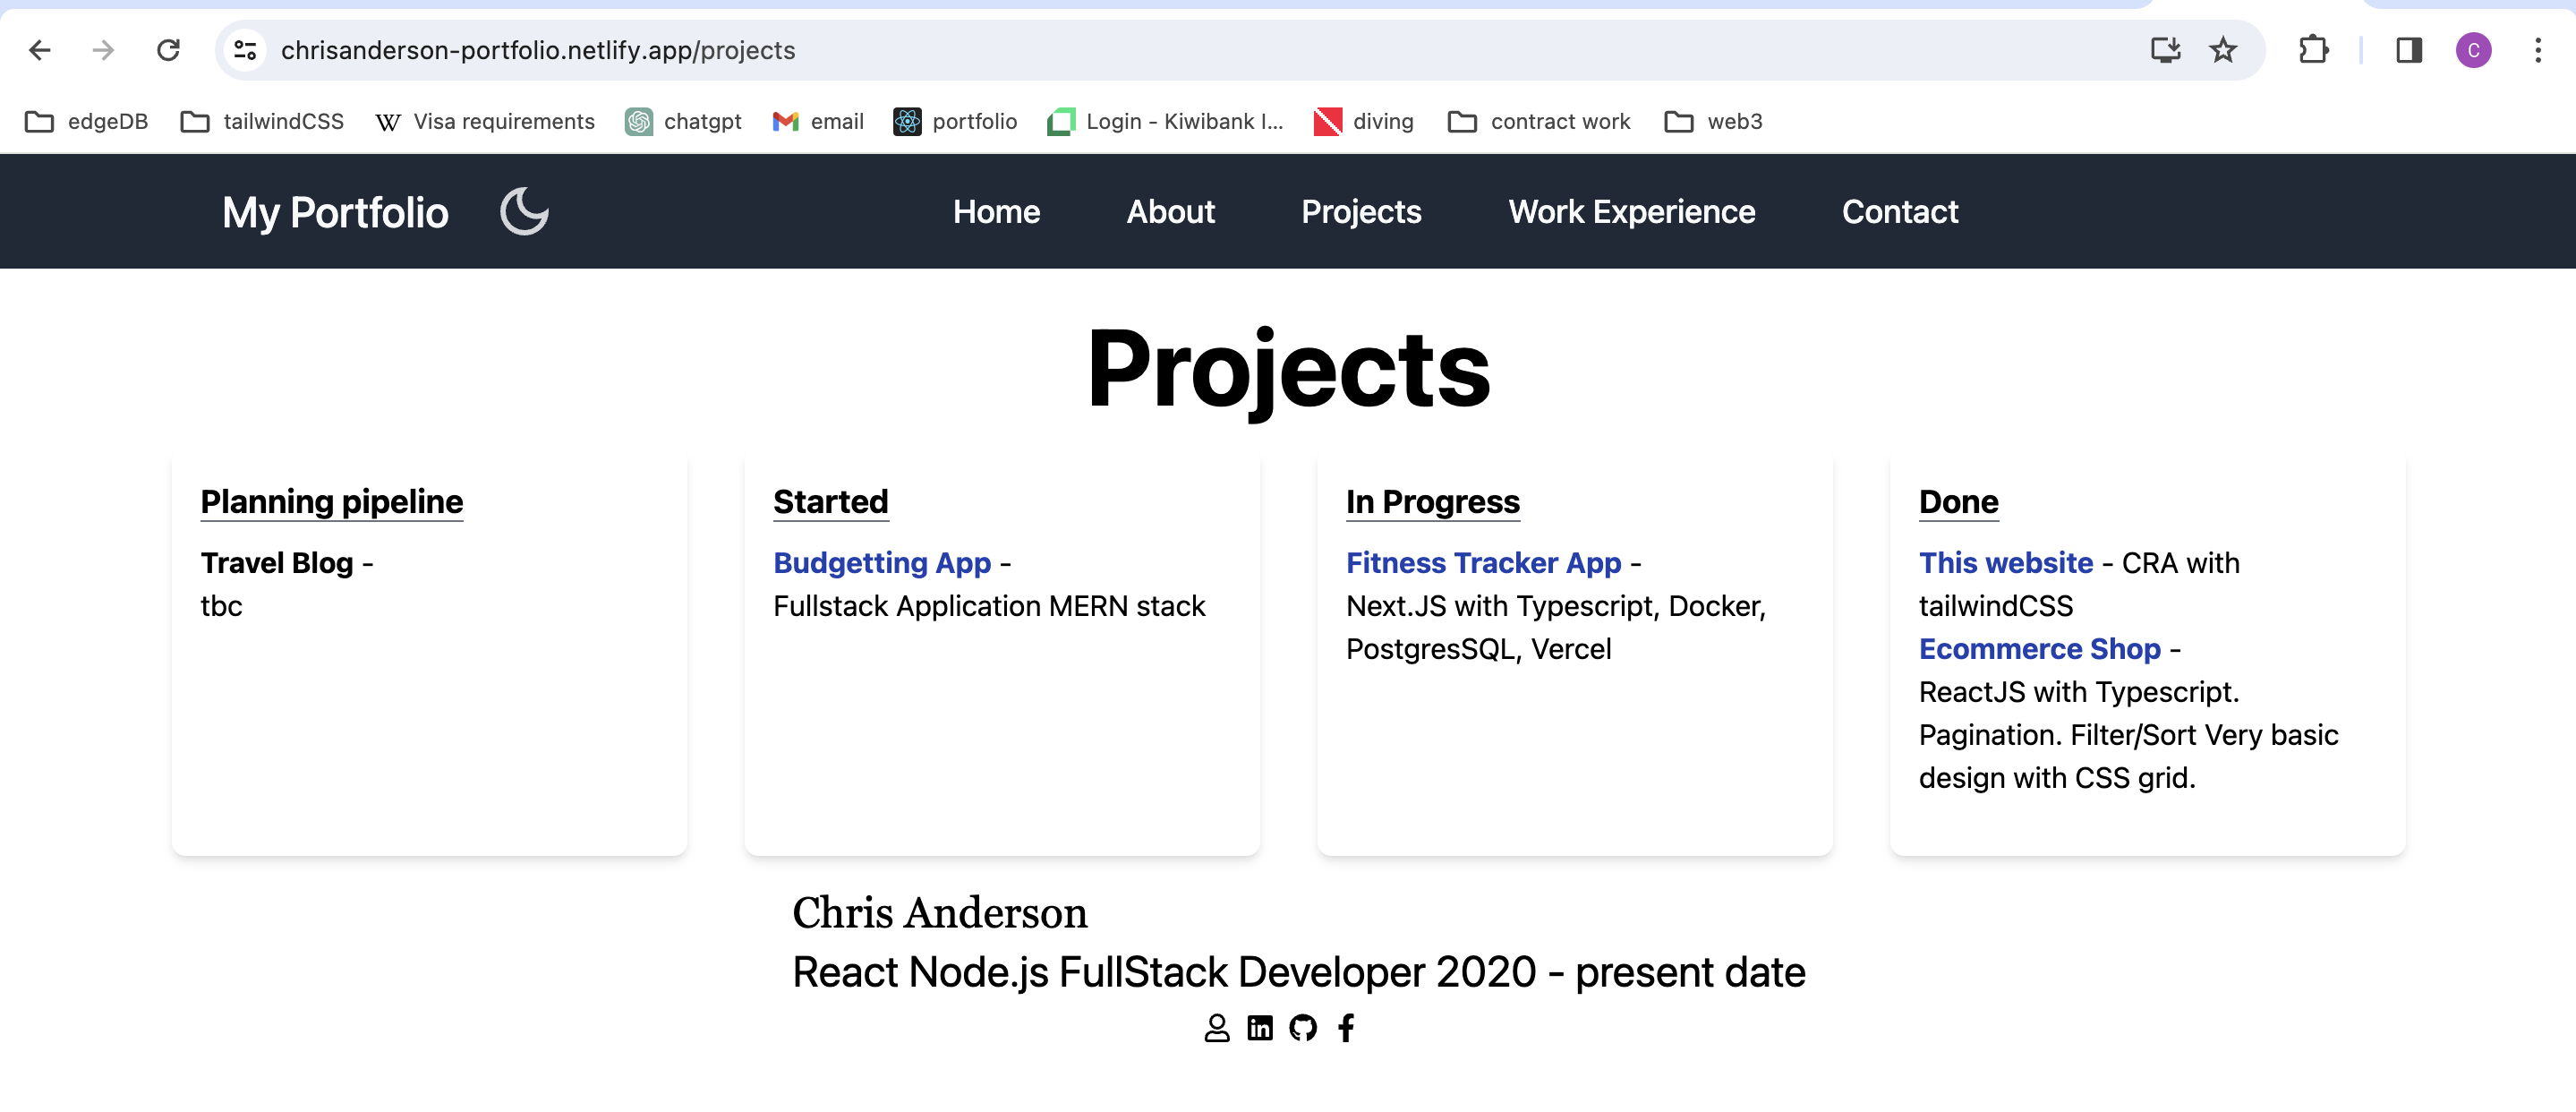 chrisanderson-portfolio.netlify.app/projects
C
edgeDB tailwindCSS W Visa requirements chatgpt email portfolio Login - Kiwibank I... diving contract work web3
My Portfolio Home About Projects Work Experience Contact
Projects
Planning pipeline
Travel Blog -
tbc
Started
Budgetting App -
Fullstack Application MERN stack
In Progress
Fitness Tracker App -
Next.JS with Typescript, Docker,
PostgresSQL, Vercel
Done
This website - CRA with
tailwindCSS
Ecommerce Shop -
ReactJS with Typescript.
Pagination. Filter/Sort Very basic
design with CSS grid.
Chris Anderson
React Node.js FullStack Developer 2020 - present date
in f